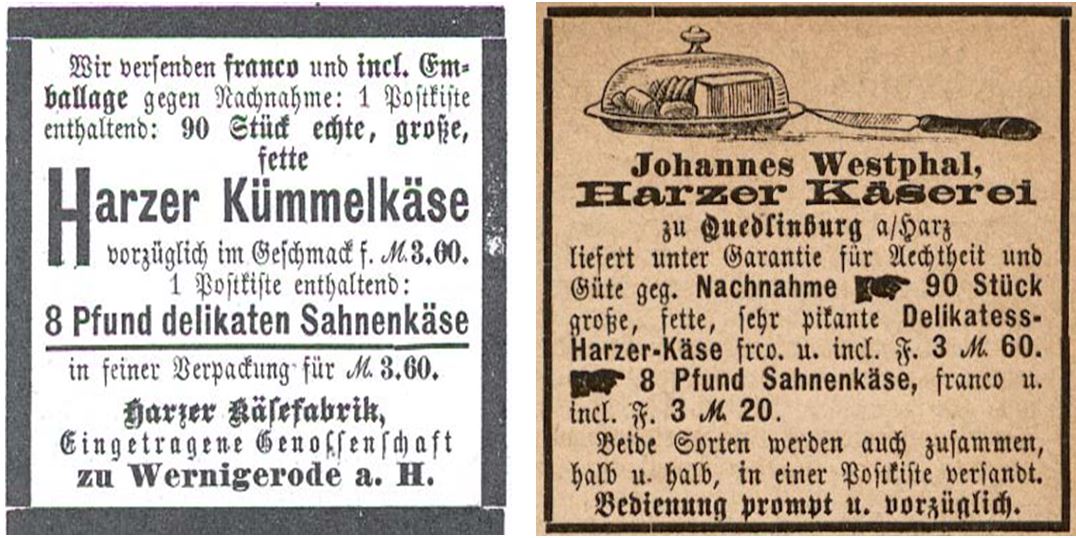 Wir versenden franco und incl. Em-
ballage gegen Nachnahme: 1 Postkiste
enthaltend: 90 Stück echte, große,
fette
Harzer Kümmelkäse
vorzüglich im Geschmack f. M. 3.60.
1 Postkiste enthaltend:
8 Pfund delikaten Sahnenkäse
in feiner Verpackung für M. 3.60.
Harzer Käsefabrik,
Eingetragene Genossenschaft
zu Wernigerode a. H.
Johannes Westphal,
Harzer Käserei
zu Quedlinburg a/Harz
liefert unter Garantie für Aechtheit und
Güte geg. Nachnahme 90 Stück
große, fette, sehr pikante Delikatess-
Harzer-Käse frco. u. incl. F. 3 M. 60.
8 Pfund Sahnenkäse, franco u.
incl. F. 3 M. 20.
Beide Sorten werden auch zusammen,
halb u. halb, in einer Postkiste versandt.
Bedienung prompt u. vorzüglich.